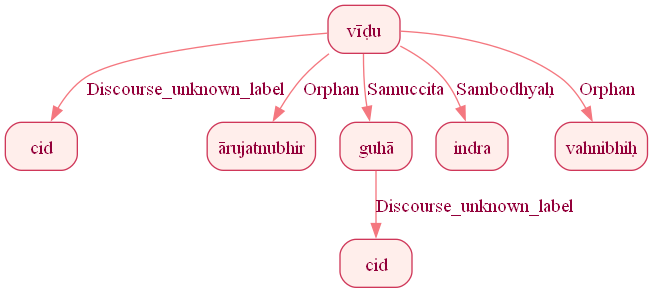 vīḍu
Discourse_unknown_label Orphan Samuccita Sambodhyaḥ Orphan
cid ārujatnubhir guhā indra vahnibhiḥ
Discourse_unknown_label
cid